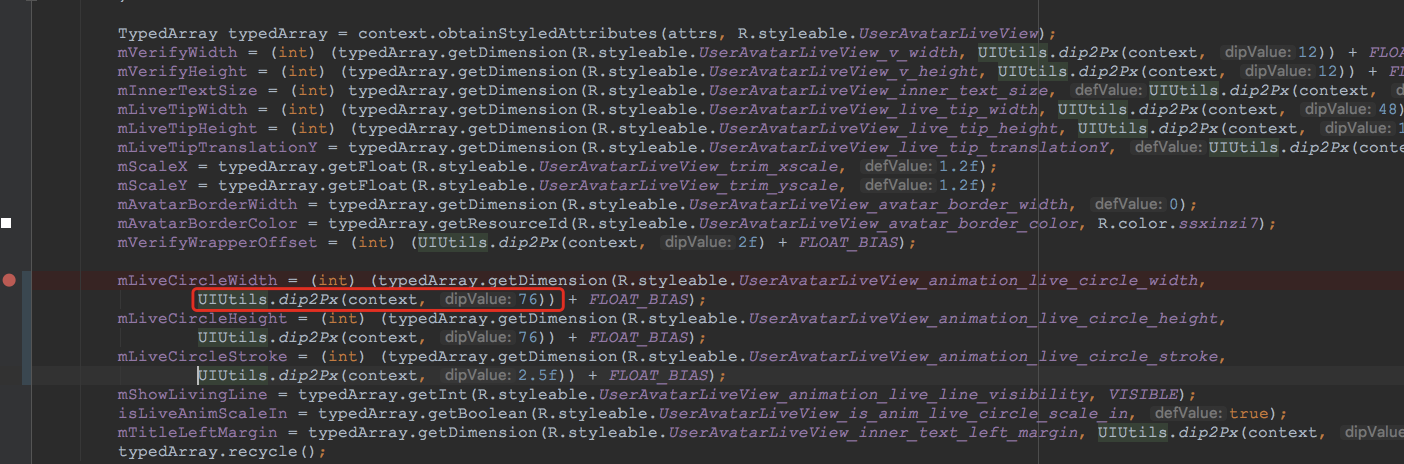 TypedArray typedArray = context.obtainStyledAttributes(attrs, R.styleable.UserAvatarLiveView);
mVerifyWidth = (int) (typedArray.getDimension(R.styleable.UserAvatarLiveView_v_width, UIUtils.dip2Px(context, dipValue: 12)) + FLOA
mVerifyHeight = (int) (typedArray.getDimension(R.styleable.UserAvatarLiveView_v_height, UIUtils.dip2Px(context, dipValue: 12)) + F
mInnerTextSize = (int) (typedArray.getDimension(R.styleable.UserAvatarLiveView_inner_text_size, defValue: UIUtils.dip2Px(context, d
mLiveTipWidth = (int) (typedArray.getDimension(R.styleable.UserAvatarLiveView_live_tip_width, UIUtils.dip2Px(context, dipValue: 48)
mLiveTipHeight = (int) (typedArray.getDimension(R.styleable.UserAvatarLiveView_live_tip_height, UIUtils.dip2Px(context, dipValue: 1
mLiveTipTranslationY = (int) (typedArray.getDimension(R.styleable.UserAvatarLiveView_live_tip_translationY, defValue: UIUtils.dip2Px(conte
mScaleX = typedArray.getFloat(R.styleable.UserAvatarLiveView_trim_xscale, defValue: 1.2f);
mScaleY = typedArray.getFloat(R.styleable.UserAvatarLiveView_trim_yscale, defValue: 1.2f);
mAvatarBorderWidth = typedArray.getDimension(R.styleable.UserAvatarLiveView_avatar_border_width, defValue: 0);
mAvatarBorderColor = typedArray.getResourceId(R.styleable.UserAvatarLiveView_avatar_border_color, R.color.ssxinzi7);
mVerifyWrapperOffset = (int) (UIUtils.dip2Px(context, dipValue: 2f) + FLOAT_BIAS);
mLiveCircleWidth = (int) (typedArray.getDimension(R.styleable.UserAvatarLiveView_animation_live_circle_width,
UIUtils.dip2Px(context, dipValue: 76)) + FLOAT_BIAS);
mLiveCircleHeight = (int) (typedArray.getDimension(R.styleable.UserAvatarLiveView_animation_live_circle_height,
UIUtils.dip2Px(context, dipValue: 76)) + FLOAT_BIAS);
mLiveCircleStroke = (int) (typedArray.getDimension(R.styleable.UserAvatarLiveView_animation_live_circle_stroke,
UIUtils.dip2Px(context, dipValue: 2.5f)) + FLOAT_BIAS);
mShowLivingLine = typedArray.getInt(R.styleable.UserAvatarLiveView_animation_live_line_visibility, VISIBLE);
isLiveAnimScaleIn = typedArray.getBoolean(R.styleable.UserAvatarLiveView_is_anim_live_circle_scale_in, defValue: true);
mTitleLeftMargin = typedArray.getDimension(R.styleable.UserAvatarLiveView_inner_text_left_margin, UIUtils.dip2Px(context, dipValue
typedArray.recycle();